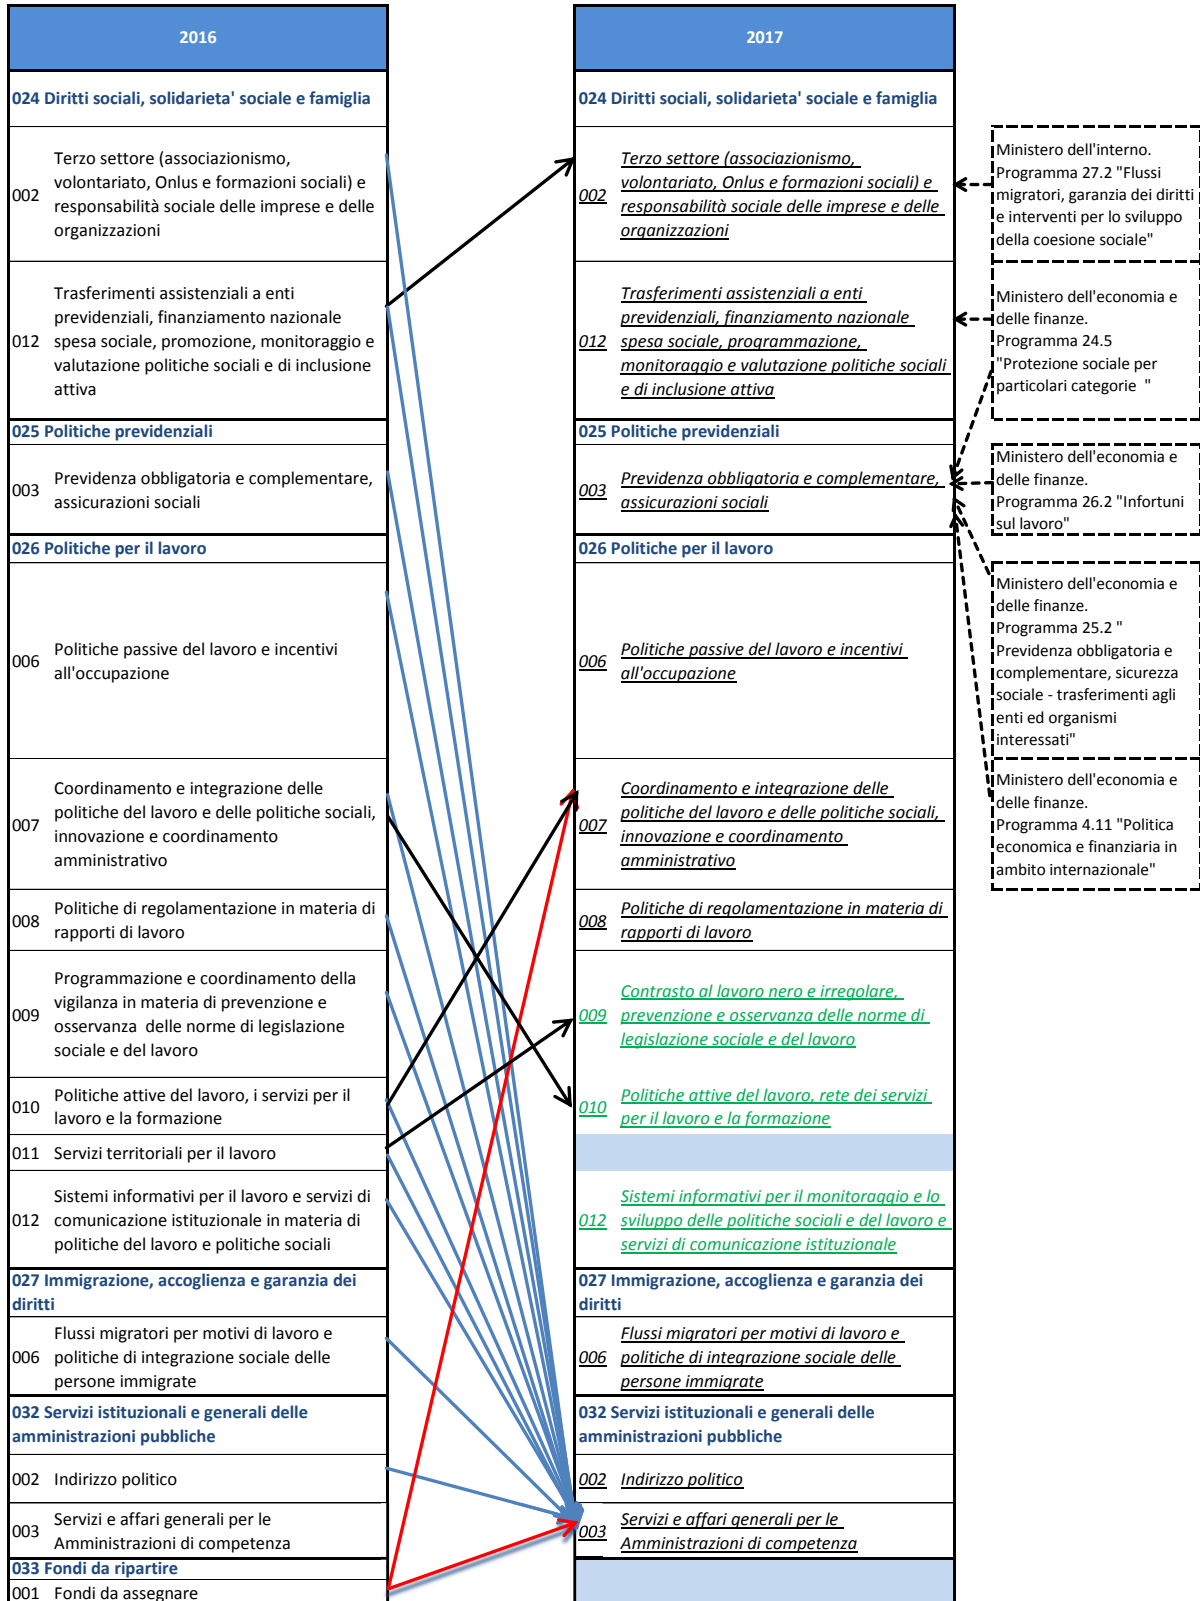 2016
024 Diritti sociali, solidarieta' sociale e famiglia
002 Terzo settore (associazionismo,
volontariato, Onlus e formazioni sociali) e
responsabilità sociale delle imprese e delle
organizzazioni
012 Trasferimenti assistenziali a enti
previdenziali, finanziamento nazionale
spesa sociale, promozione, monitoraggio e
valutazione politiche sociali e di inclusione
attiva
025 Politiche previdenziali
003 Previdenza obbligatoria e complementare,
assicurazioni sociali
026 Politiche per il lavoro
006 Politiche passive del lavoro e incentivi
all'occupazione
007 Coordinamento e integrazione delle
politiche del lavoro e delle politiche sociali,
innovazione e coordinamento
amministrativo
008 Politiche di regolamentazione in materia di
rapporti di lavoro
009 Programmazione e coordinamento della
vigilanza in materia di prevenzione e
osservanza delle norme di legislazione
sociale e del lavoro
010 Politiche attive del lavoro, i servizi per il
lavoro e la formazione
011 Servizi territoriali per il lavoro
012 Sistemi informativi per il lavoro e servizi di
comunicazione istituzionale in materia di
politiche del lavoro e politiche sociali
027 Immigrazione, accoglienza e garanzia dei
diritti
006 Flussi migratori per motivi di lavoro e
politiche di integrazione sociale delle
persone immigrate
032 Servizi istituzionali e generali delle
amministrazioni pubbliche
002 Indirizzo politico
003 Servizi e affari generali per le
Amministrazioni di competenza
033 Fondi da ripartire
001 Fondi da assegnare
2017
024 Diritti sociali, solidarieta' sociale e famiglia
002 Terzo settore (associazionismo,
volontariato, Onlus e formazioni sociali) e
responsabilità sociale delle imprese e delle
organizzazioni
012 Trasferimenti assistenziali a enti
previdenziali, finanziamento nazionale
spesa sociale, programmazione,
monitoraggio e valutazione politiche sociali
e di inclusione attiva
025 Politiche previdenziali
003 Previdenza obbligatoria e complementare,
assicurazioni sociali
026 Politiche per il lavoro
006 Politiche passive del lavoro e incentivi
all'occupazione
007 Coordinamento e integrazione delle
politiche del lavoro e delle politiche sociali,
innovazione e coordinamento
amministrativo
008 Politiche di regolamentazione in materia di
rapporti di lavoro
009 Contrasto al lavoro nero e irregolare,
prevenzione e osservanza delle norme di
legislazione sociale e del lavoro
010 Politiche attive del lavoro, rete dei servizi
per il lavoro e la formazione
012 Sistemi informativi per il monitoraggio e lo
sviluppo delle politiche sociali e del lavoro e
servizi di comunicazione istituzionale
027 Immigrazione, accoglienza e garanzia dei
diritti
006 Flussi migratori per motivi di lavoro e
politiche di integrazione sociale delle
persone immigrate
032 Servizi istituzionali e generali delle
amministrazioni pubbliche
002 Indirizzo politico
003 Servizi e affari generali per le
Amministrazioni di competenza
Ministero dell'interno.
Programma 27.2 "Flussi
migratori, garanzia dei diritti
e interventi per lo sviluppo
della coesione sociale"
Ministero dell'economia e
delle finanze.
Programma 24.5
"Protezione sociale per
particolari categorie "
Ministero dell'economia e
delle finanze.
Programma 26.2 "Infortuni
sul lavoro"
Ministero dell'economia e
delle finanze.
Programma 25.2 "
Previdenza obbligatoria e
complementare, sicurezza
sociale - trasferimenti agli
enti ed organismi
interessati"
Ministero dell'economia e
delle finanze.
Programma 4.11 "Politica
economica e finanziaria in
ambito internazionale"